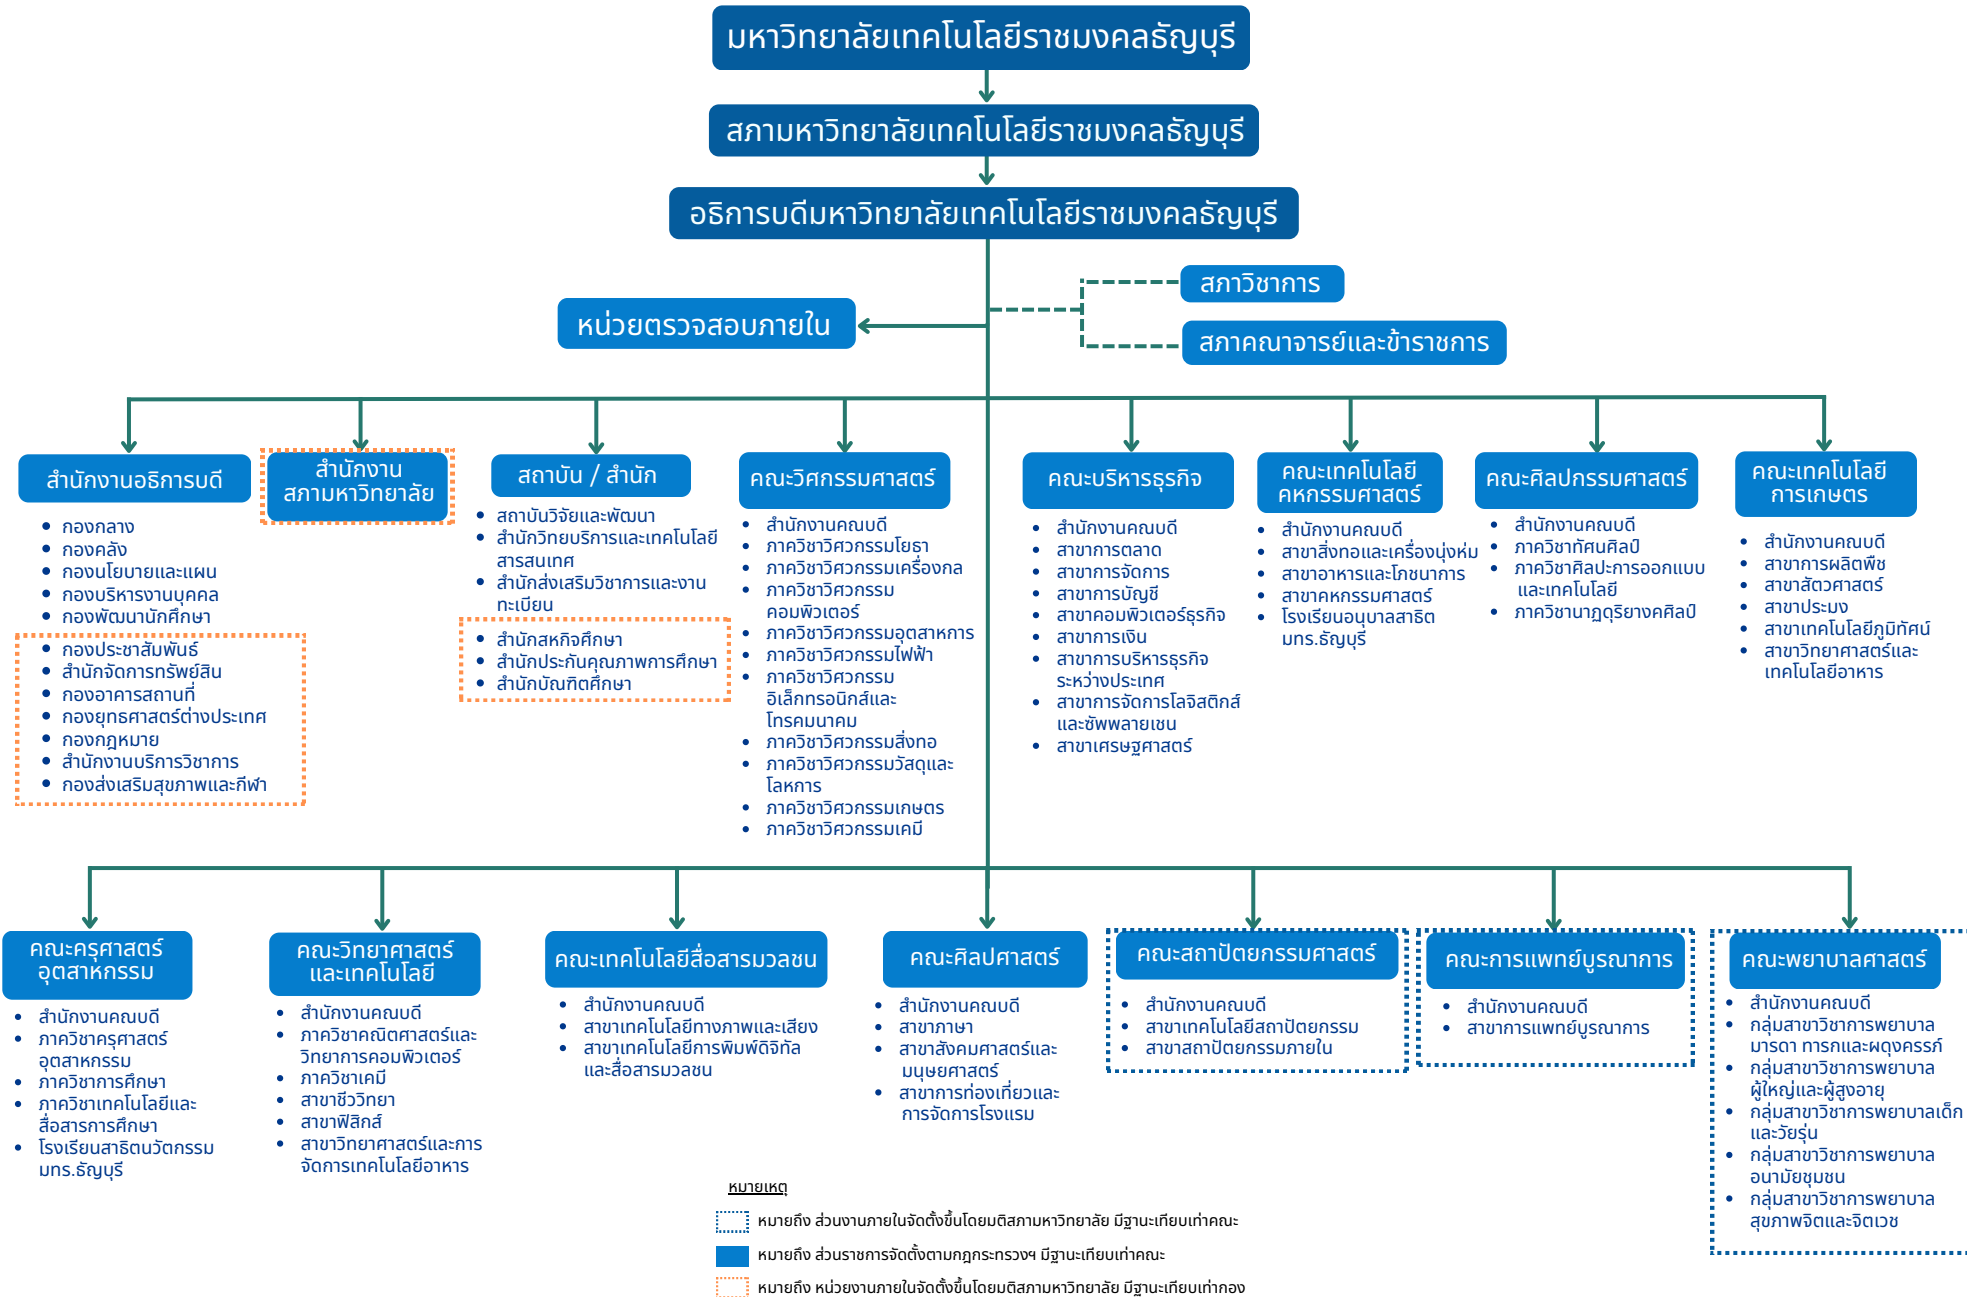 มหาวิทยาลัยเทคโนโลยีราชมงคลธัญบุรี
สภามหาวิทยาลัยเทคโนโลยีราชมงคลธัญบุรี
อธิการบดีมหาวิทยาลัยเทคโนโลยีราชมงคลธัญบุรี
สภาวิชาการ
หน่วยตรวจสอบภายใน
สภาคณาจารย์และข้าราชการ
สำนักงานอธิการบดี
กองกลาง
กองคลัง
กองนโยบายและแผน
กองบริหารงานบุคคล
กองพัฒนานักศึกษา
กองประชาสัมพันธ์
สำนักจัดการทรัพย์สิน
กองอาคารสถานที่
กองยุทธศาสตร์ต่างประเทศ
กองกฎหมาย
สำนักงานบริการวิชาการ
กองส่งเสริมสุขภาพและกีฬา
สำนักงาน
สภามหาวิทยาลัย
สถาบัน / สำนัก
สถาบันวิจัยและพัฒนา
สำนักวิทยบริการและเทคโนโลยี
สารสนเทศ
สำนักส่งเสริมวิชาการและงาน
ทะเบียน
สำนักสหกิจศึกษา
สำนักประกันคุณภาพการศึกษา
สำนักบัณฑิตศึกษา
คณะวิศกรรมศาสตร์
สำนักงานคณบดี
ภาควิชาวิศวกรรมโยธา
ภาควิชาวิศวกรรมเครื่องกล
ภาควิชาวิศวกรรม
คอมพิวเตอร์
ภาควิชาวิศวกรรมอุตสาหการ
ภาควิชาวิศวกรรมไฟฟ้า
ภาควิชาวิศวกรรม
อิเล็กทรอนิกส์และ
โทรคมนาคม
ภาควิชาวิศวกรรมสิ่งทอ
ภาควิชาวิศวกรรมวัสดุและ
โลหการ
ภาควิชาวิศวกรรมเกษตร
ภาควิชาวิศวกรรมเคมี
คณะบริหารธุรกิจ
สำนักงานคณบดี
สาขาการตลาด
สาขาการจัดการ
สาขาการบัญชี
สาขาคอมพิวเตอร์ธุรกิจ
สาขาการเงิน
สาขาการบริหารธุรกิจ
ระหว่างประเทศ
สาขาการจัดการโลจิสติกส์
และซัพพลายเชน
สาขาเศรษฐศาสตร์
คณะเทคโนโลยี
คหกรรมศาสตร์
สำนักงานคณบดี
สาขาสิ่งทอและเครื่องนุ่งห่ม
สาขาอาหารและโภชนาการ
สาขาคหกรรมศาสตร์
โรงเรียนอนุบาลสาธิต
มทร.ธัญบุรี
คณะศิลปกรรมศาสตร์
สำนักงานคณบดี
ภาควิชาทัศนศิลป์
ภาควิชาศิลปะการออกแบบ
และเทคโนโลยี
ภาควิชานาฏดุริยางคศิลป์
คณะเทคโนโลยี
การเกษตร
สำนักงานคณบดี
สาขาการผลิตพืช
สาขาสัตวศาสตร์
สาขาประมง
สาขาเทคโนโลยีภูมิทัศน์
สาขาวิทยาศาสตร์และ
เทคโนโลยีอาหาร
คณะครุศาสตร์
อุตสาหกรรม
สำนักงานคณบดี
ภาควิชาครุศาสตร์
อุตสาหกรรม
ภาควิชาการศึกษา
ภาควิชาเทคโนโลยีและ
สื่อสารการศึกษา
โรงเรียนสาธิตนวัตกรรม
มทร.ธัญบุรี
คณะวิทยาศาสตร์
และเทคโนโลยี
สำนักงานคณบดี
ภาควิชาคณิตศาสตร์และ
วิทยาการคอมพิวเตอร์
ภาควิชาเคมี
สาขาชีววิทยา
สาขาฟิสิกส์
สาขาวิทยาศาสตร์และการ
จัดการเทคโนโลยีอาหาร
คณะเทคโนโลยีสื่อสารมวลชน
สำนักงานคณบดี
สาขาเทคโนโลยีทางภาพและเสียง
สาขาเทคโนโลยีการพิมพ์ดิจิทัล
และสื่อสารมวลชน
คณะศิลปศาสตร์
สำนักงานคณบดี
สาขาภาษา
สาขาสังคมศาสตร์และ
มนุษยศาสตร์
สาขาการท่องเที่ยวและ
การจัดการโรงแรม
คณะสถาปัตยกรรมศาสตร์
สำนักงานคณบดี
สาขาเทคโนโลยีสถาปัตยกรรม
สาขาสถาปัตยกรรมภายใน
คณะการแพทย์บูรณาการ
สำนักงานคณบดี
สาขาการแพทย์บูรณาการ
คณะพยาบาลศาสตร์
สำนักงานคณบดี
กลุ่มสาขาวิชาการพยาบาล
มารดา ทารกและผดุงครรภ์
กลุ่มสาขาวิชาการพยาบาล
ผู้ใหญ่และผู้สูงอายุ
กลุ่มสาขาวิชาการพยาบาลเด็ก
และวัยรุ่น
กลุ่มสาขาวิชาการพยาบาล
อนามัยชุมชน
กลุ่มสาขาวิชาการพยาบาล
สุขภาพจิตและจิตเวช
หมายเหตุ
หมายถึง ส่วนงานภายในจัดตั้งขึ้นโดยมติสภามหาวิทยาลัย มีฐานะเทียบเท่าคณะ
หมายถึง ส่วนราชการจัดตั้งตามกฎกระทรวงฯ มีฐานะเทียบเท่าคณะ
หมายถึง หน่วยงานภายในจัดตั้งขึ้นโดยมติสภามหาวิทยาลัย มีฐานะเทียบเท่ากอง